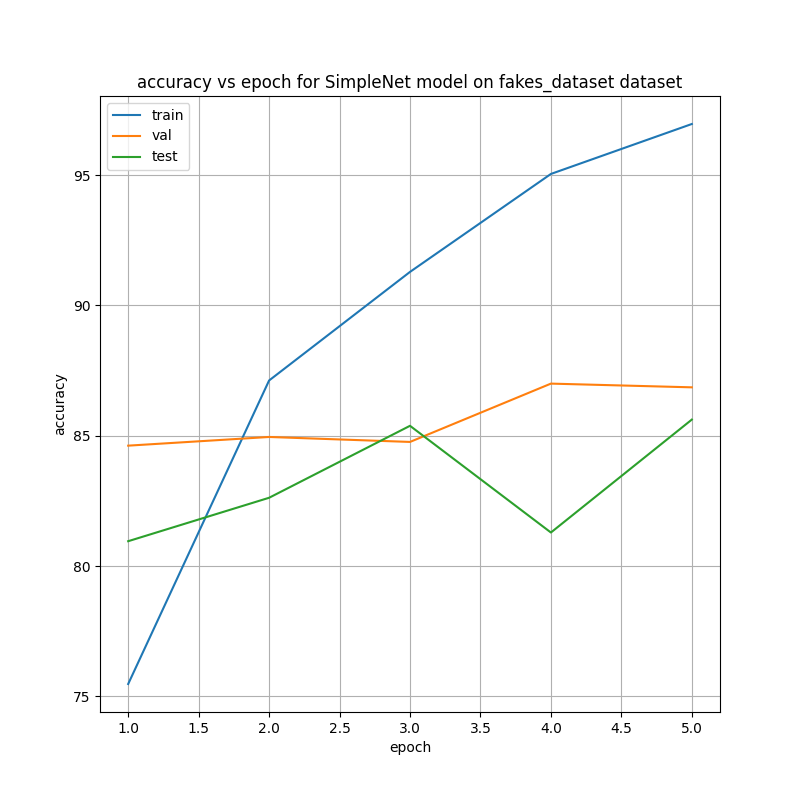 accuracy vs epoch for SimpleNet model on fakes_dataset dataset
train
val
test
95
90
85
80
75
accuracy
1.0 1.5 2.0 2.5 3.0 3.5 4.0 4.5 5.0
epoch